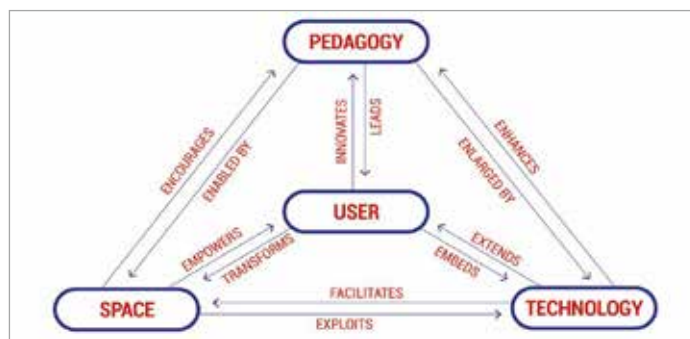 PEDAGOGY
ENCOURAGES
ENABLED BY
INNOVATES
LEADS
ENLARGED BY
ENHANCES
USER
EMPOWERS
TRANSFORMS
EXTENDS
EMBEDS
SPACE
FACILITATES
EXPLOITS
TECHNOLOGY